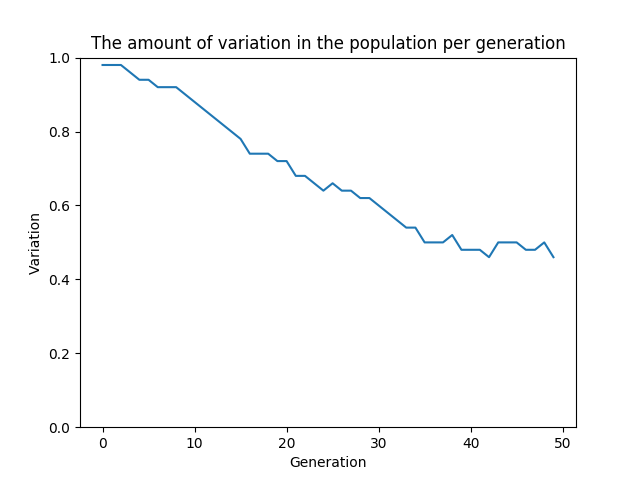 The amount of variation in the population per generation
1.0
0.8
0.6
0.4
0.2
0.0
Variation
0 10 20 30 40 50
Generation